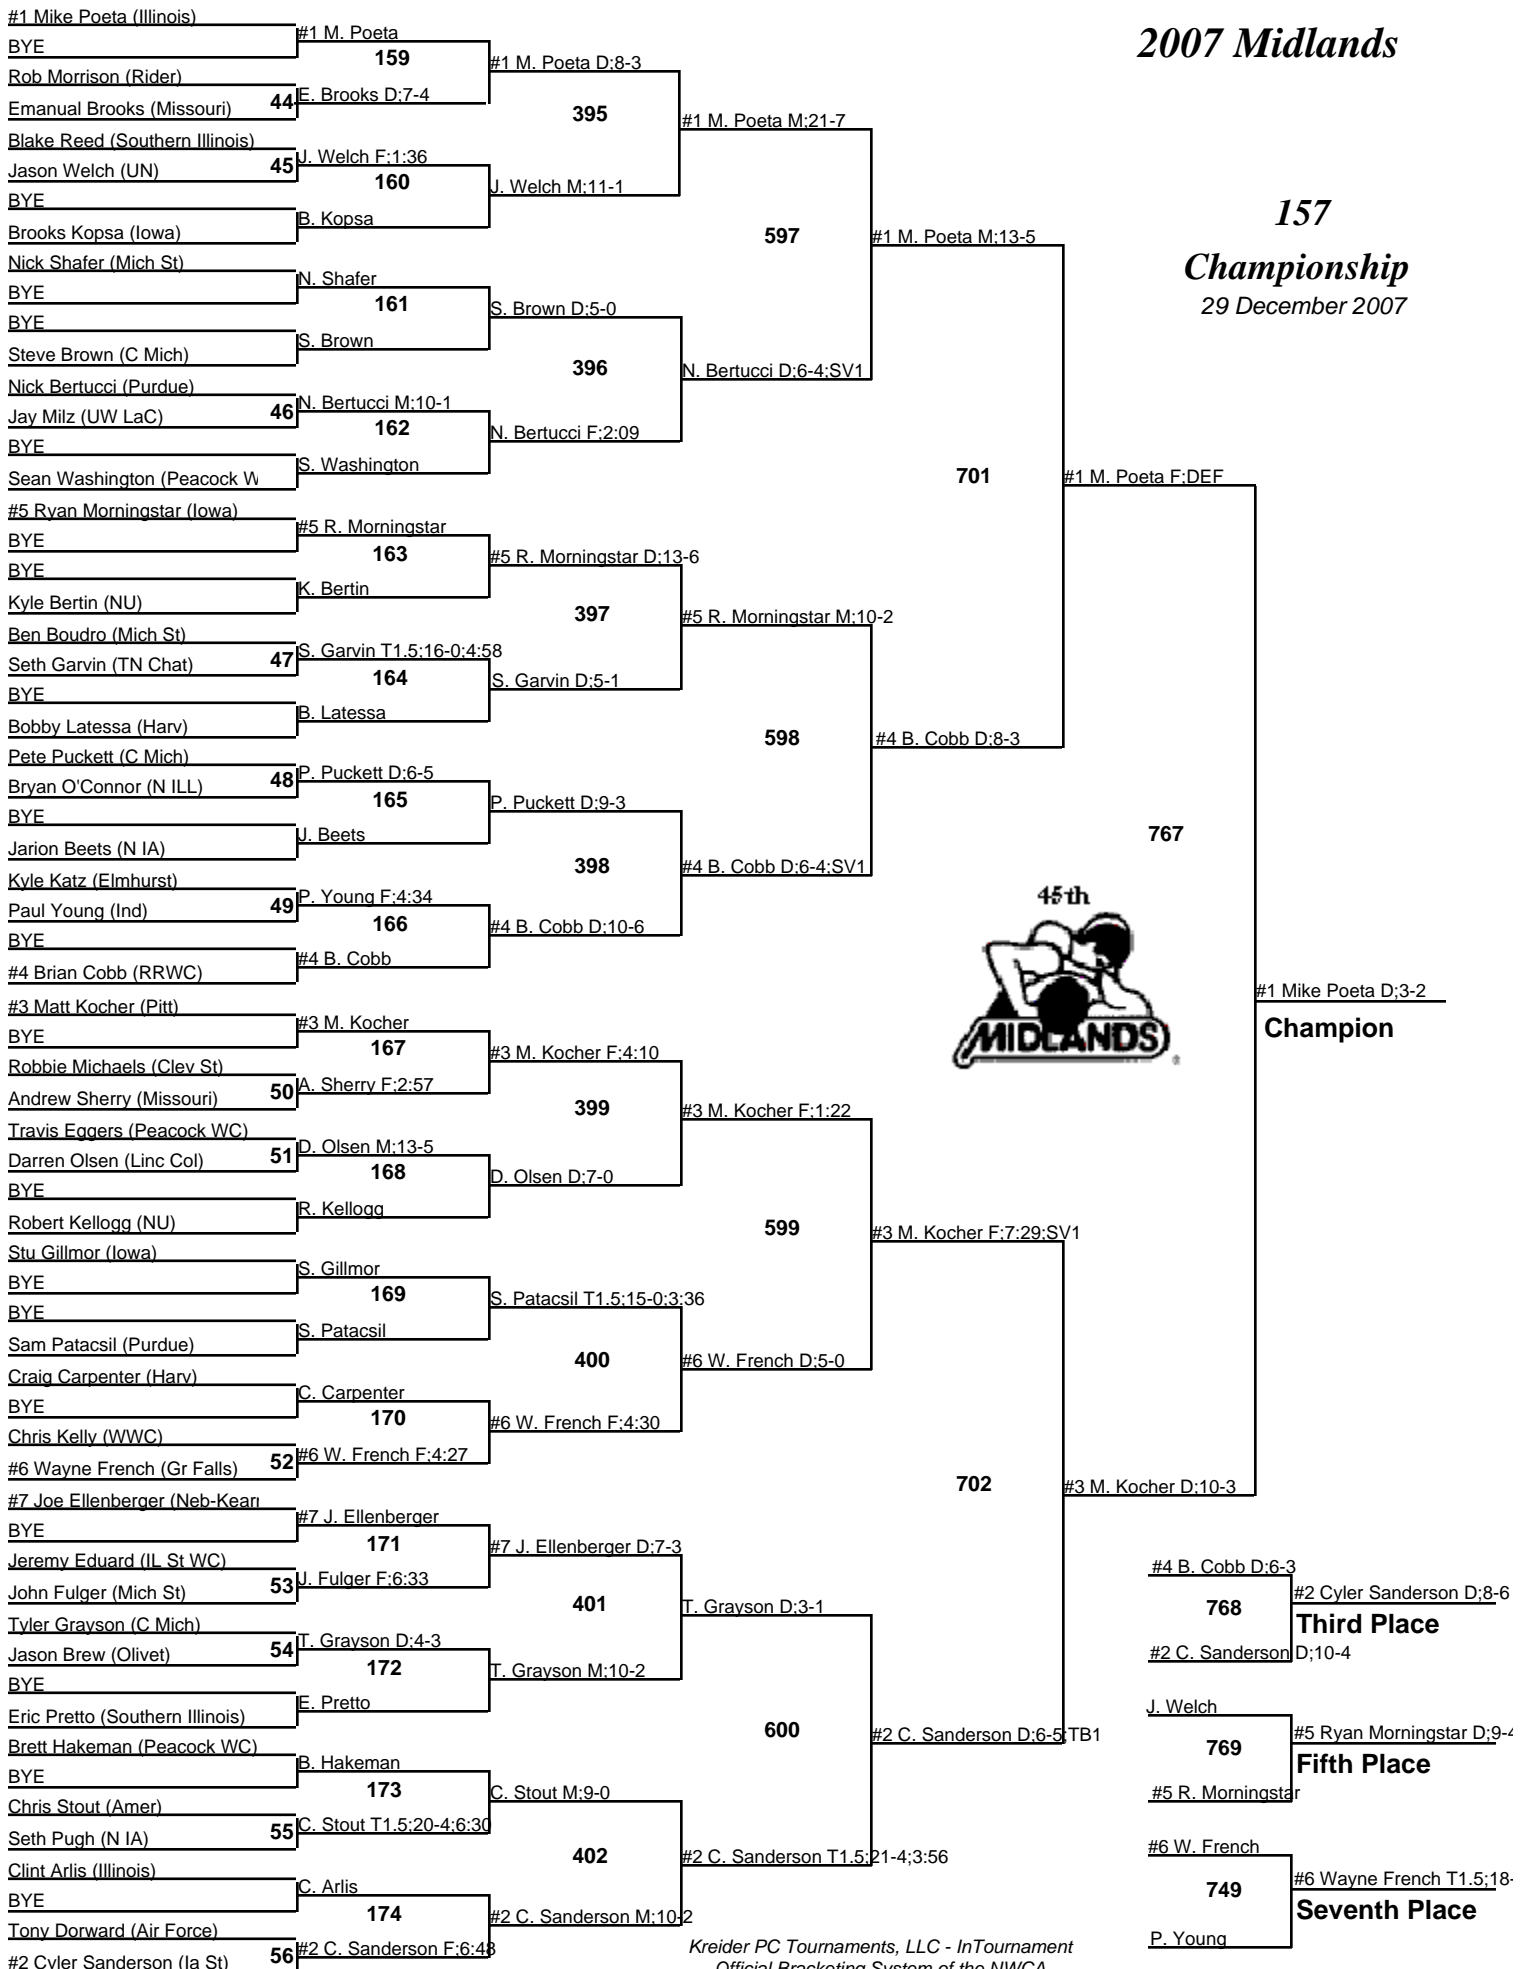 2007 Midlands
157
Championship
29 December 2007
#1 Mike Poeta (Illinois)
BYE
Rob Morrison (Rider)
Emanual Brooks (Missouri)
44
Blake Reed (Southern Illinois)
Jason Welch (UN)
45
BYE
Brooks Kopsa (Iowa)
Nick Shafer (Mich St)
BYE
BYE
Steve Brown (C Mich)
Nick Bertucci (Purdue)
Jay Milz (UW LaC)
46
BYE
Sean Washington (Peacock W
#5 Ryan Morningstar (Iowa)
BYE
BYE
Kyle Bertin (NU)
Ben Boudro (Mich St)
Seth Garvin (TN Chat)
47
BYE
Bobby Latessa (Harv)
Pete Puckett (C Mich)
Bryan O'Connor (N ILL)
48
BYE
Jarion Beets (N IA)
Kyle Katz (Elmhurst)
Paul Young (Ind)
49
BYE
#4 Brian Cobb (RRWC)
#3 Matt Kocher (Pitt)
BYE
Robbie Michaels (Clev St)
Andrew Sherry (Missouri)
50
Travis Eggers (Peacock WC)
Darren Olsen (Linc Col)
51
BYE
Robert Kellogg (NU)
Stu Gillmor (Iowa)
BYE
BYE
Sam Patacsil (Purdue)
Craig Carpenter (Harv)
BYE
Chris Kelly (WWC)
#6 Wayne French (Gr Falls)
52
#7 Joe Ellenberger (Neb-Kearn
BYE
Jeremy Eduard (IL St WC)
John Fulger (Mich St)
53
Tyler Grayson (C Mich)
Jason Brew (Olivet)
54
BYE
Eric Pretto (Southern Illinois)
Brett Hakeman (Peacock WC)
BYE
Chris Stout (Amer)
Seth Pugh (N IA)
55
Clint Arlis (Illinois)
BYE
Tony Dorward (Air Force)
#2 Cyler Sanderson (Ia St)
56
#1 M. Poeta
159
E. Brooks D;7-4
J. Welch F;1:36
160
B. Kopsa
N. Shafer
161
S. Brown
N. Bertucci M;10-1
162
S. Washington
#5 R. Morningstar
163
K. Bertin
S. Garvin T1.5;16-0;4:58
164
B. Latessa
P. Puckett D;6-5
165
J. Beets
P. Young F;4:34
166
#4 B. Cobb
#3 M. Kocher
167
A. Sherry F;2:57
D. Olsen M;13-5
168
R. Kellogg
S. Gillmor
169
S. Patacsil
C. Carpenter
170
#6 W. French F;4:27
#7 J. Ellenberger
171
J. Fulger F;6:33
T. Grayson D;4-3
172
E. Pretto
B. Hakeman
173
C. Stout T1.5;20-4;6:30
C. Arlis
174
#2 C. Sanderson F;6:48
#1 M. Poeta D;8-3
395
J. Welch M;11-1
S. Brown D;5-0
396
N. Bertucci F;2:09
#5 R. Morningstar D;13-6
397
S. Garvin D;5-1
P. Puckett D;9-3
398
#4 B. Cobb D;10-6
#3 M. Kocher F;4:10
399
D. Olsen D;7-0
S. Patacsil T1.5;15-0;3:36
400
#6 W. French F;4:30
#7 J. Ellenberger D;7-3
401
T. Grayson M;10-2
C. Stout M;9-0
402
#2 C. Sanderson M;10-2
#1 M. Poeta M;21-7
597
N. Bertucci D;6-4;SV1
#5 R. Morningstar M;10-2
598
#4 B. Cobb D;6-4;SV1
#3 M. Kocher F;1:22
599
#6 W. French D;5-0
T. Grayson D;3-1
600
#2 C. Sanderson T1.5;21-4;3:56
#1 M. Poeta M;13-5
701
#4 B. Cobb D;8-3
#3 M. Kocher F;7:29;SV1
702
#2 C. Sanderson D;6-5;TB1
#1 M. Poeta F;DEF
767
#3 M. Kocher D;10-3
45th
MIDLANDS
#1 Mike Poeta D;3-2
Champion
#4 B. Cobb D;6-3
768
#2 C. Sanderson D;10-4
#2 Cyler Sanderson D;8-6
Third Place
J. Welch
769
#5 R. Morningstar
#5 Ryan Morningstar D;9-4
Fifth Place
#6 W. French
749
P. Young
#6 Wayne French T1.5;18-
Seventh Place
Kreider PC Tournaments, LLC - InTournament
Official Bracketing System of the NWCA